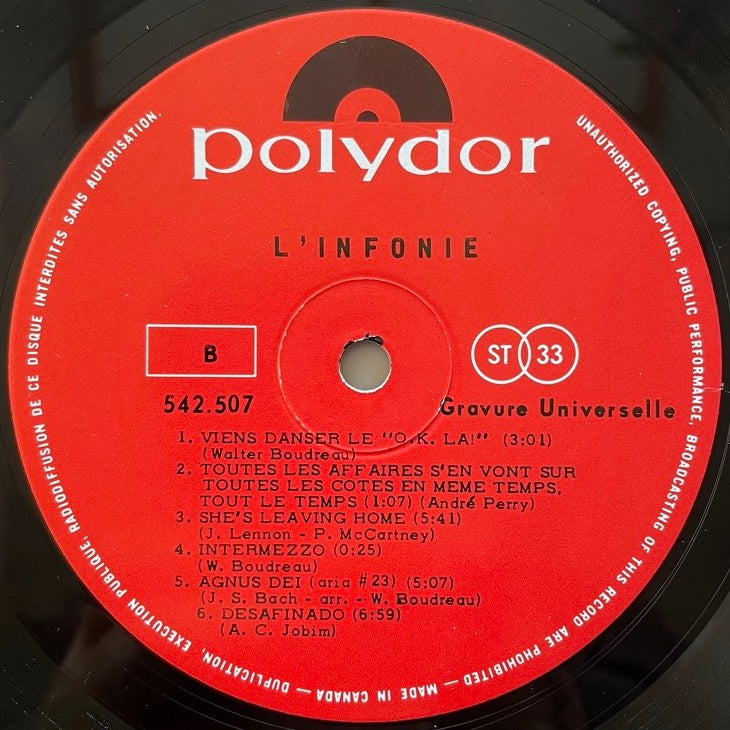 polydor
L'INFONIE
B
ST 33
542.507
Gravure Universelle
1. VIENS DANSER LE "O.K. LA!" (3:01)
(Walter Boudreau)
2. TOUTES LES AFFAIRES S'EN VONT SUR
TOUTES LES COTES EN MEME TEMPS,
TOUT LE TEMPS (1:07) (André Perry)
3. SHE'S LEAVING HOME (5:41)
(J. Lennon - P. McCartney)
4. INTERMEZZO (0:25)
(W. Boudreau)
5. AGNUS DEI (aria #23) (5:07)
(J. S. Bach - arr. - W. Boudreau)
6. DESAFINADO (6:59)
(A. C. Jobim)
UNAUTHORIZED COPYING, PUBLIC PERFORMANCE, BROADCASTING OF THIS RECORD ARE PROHIBITED — MADE IN CANADA — DUPLICATION, EXECUTION PUBLIQUE, RADIODIFFUSION DE CE DISQUE INTERDITES SANS AUTORISATION.